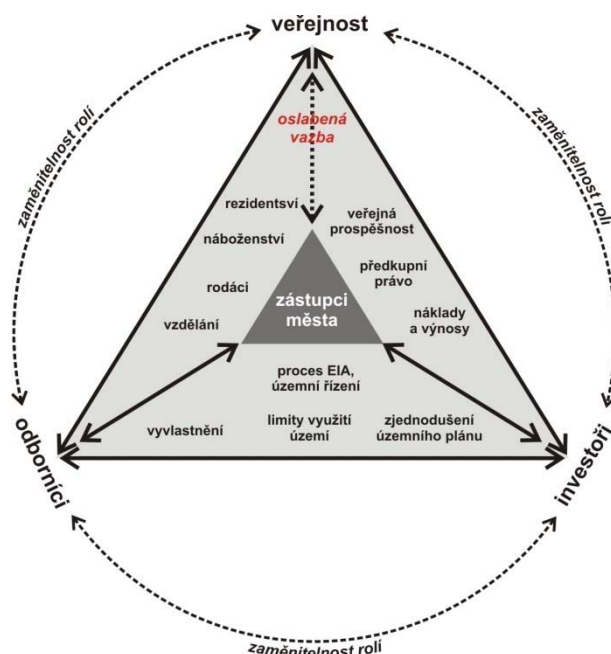 veřejnost
zaměnitelnost rolí
zaměnitelnost rolí
oslabená
vazba
rezidentsví
veřejná
prospěšnost
náboženství
předkupní
právo
rodáci
zástupci
města
náklady
a výnosy
vzdělání
proces EIA,
územní řízení
vyvlastnění
limity využití
území
zjednodušení
územního plánu
odborníci
investoři
zaměnitelnost rolí